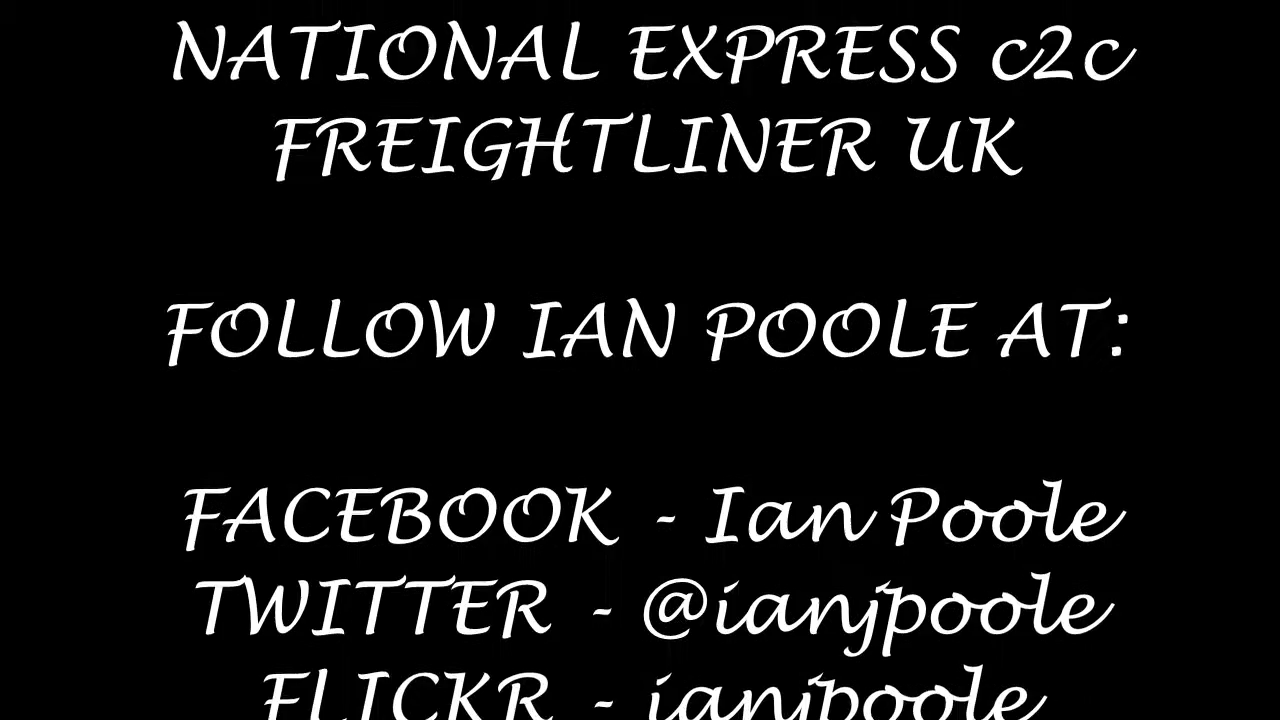 NATIONAL EXPRESS c2c
FREIGHTLINER UK
FOLLOW IAN POOLE AT:
FACEBOOK - Ian Poole
TWITTER - @ianjpoole
FLICKR - ianjpoole